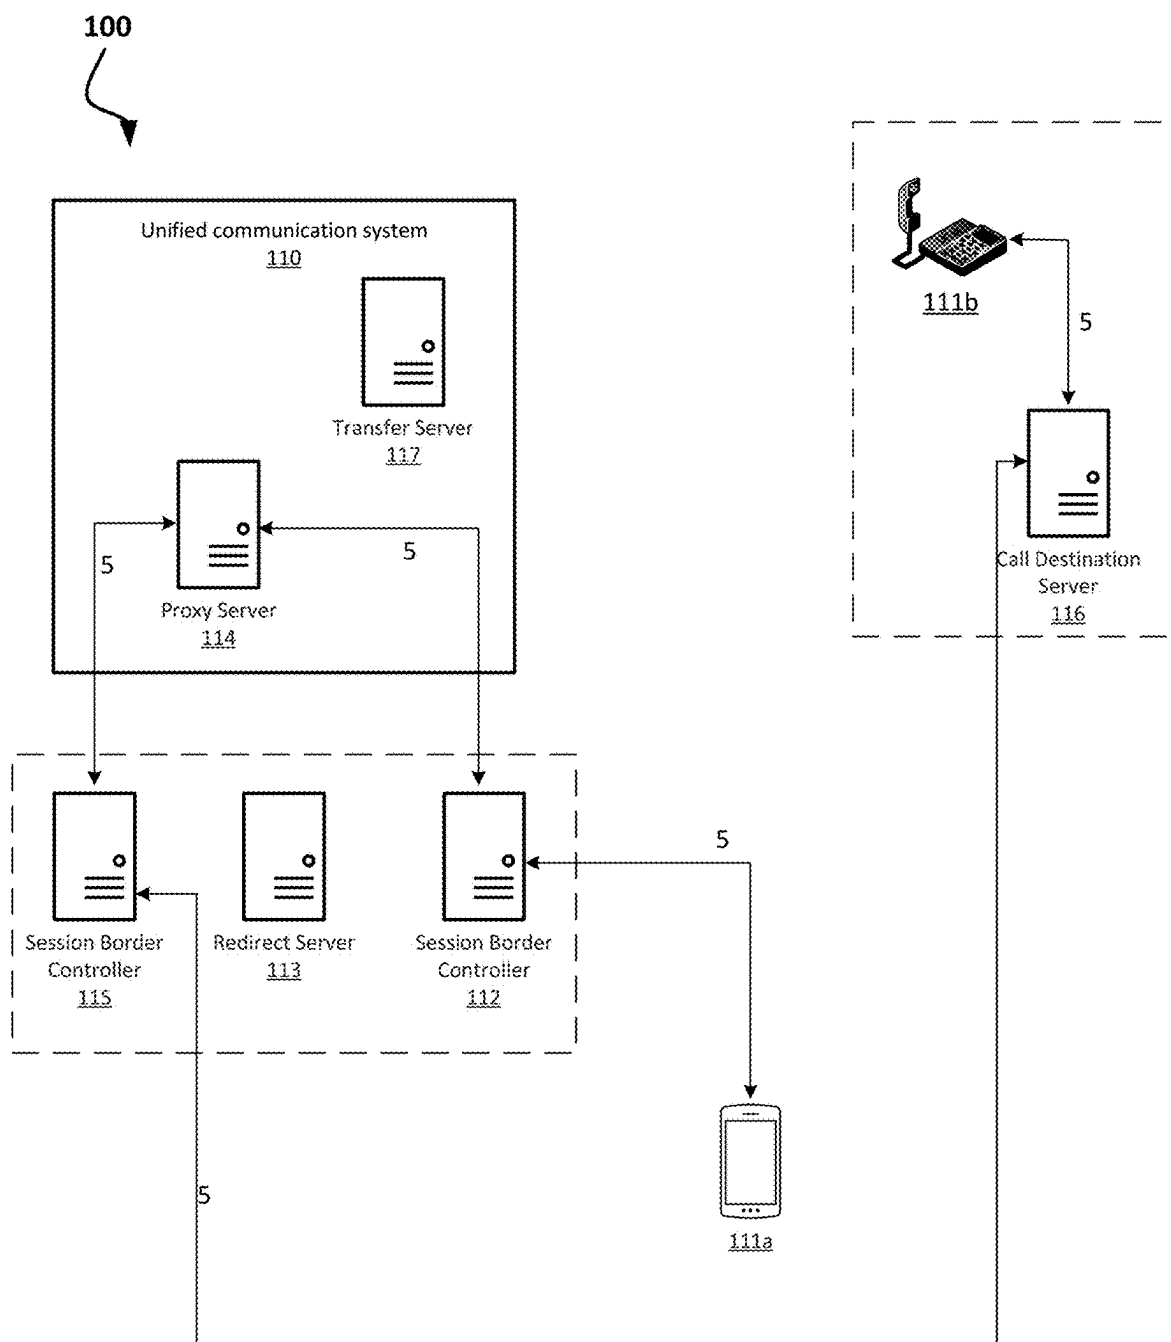 100
Unified communication system
110
Transfer Server
117
111b
5
5
5
Proxy Server
114
Call Destination
Server
116
5
Session Border
Controller
115
Redirect Server
113
Session Border
Controller
112
5
111a